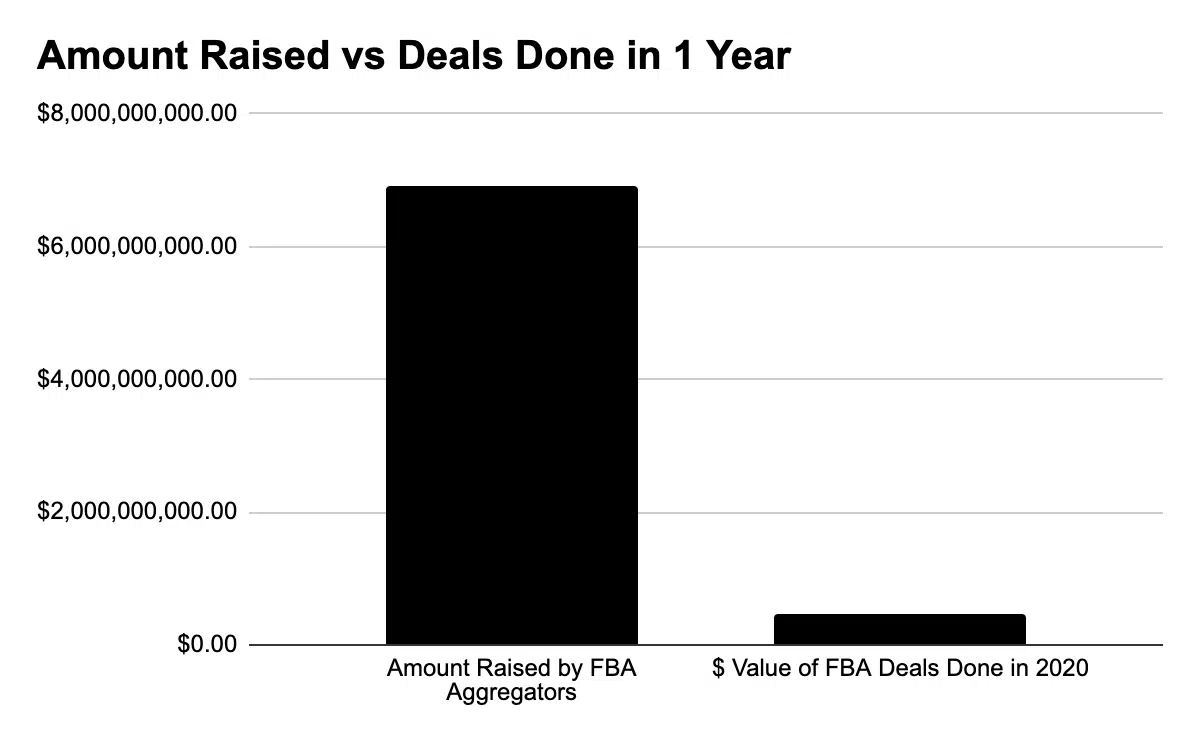 Amount Raised vs Deals Done in 1 Year
$8,000,000,000.00
$6,000,000,000.00
$4,000,000,000.00
$2,000,000,000.00
$0.00
Amount Raised by FBA
Aggregators
$ Value of FBA Deals Done in 2020